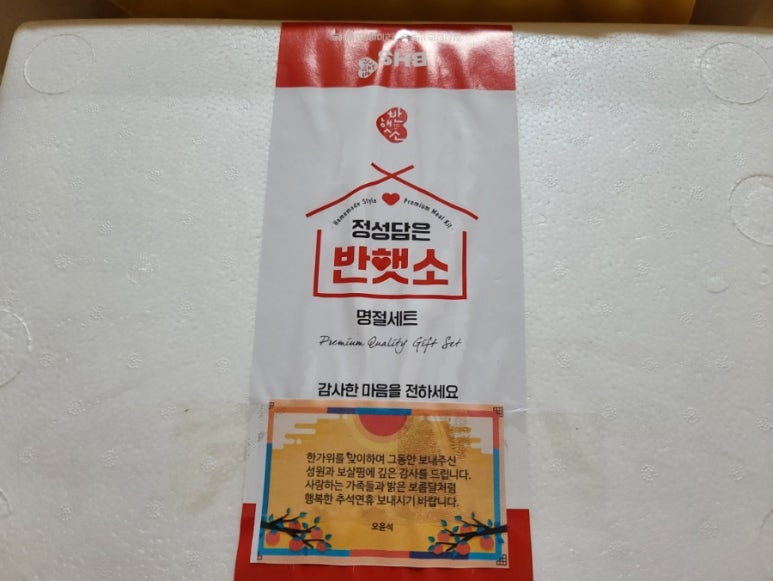 SHB
반햇소
Homemade Style Premium Meal Kit
정성담은
반햇소
명절세트
Premium Quality Gift Set
감사한 마음을 전하세요
한가위를 맞이하여 그동안 보내주신
성원과 보살핌에 깊은 감사를 드립니다.
사랑하는 가족들과 밝은 보름달처럼
행복한 추석연휴 보내시기 바랍니다.
오윤석